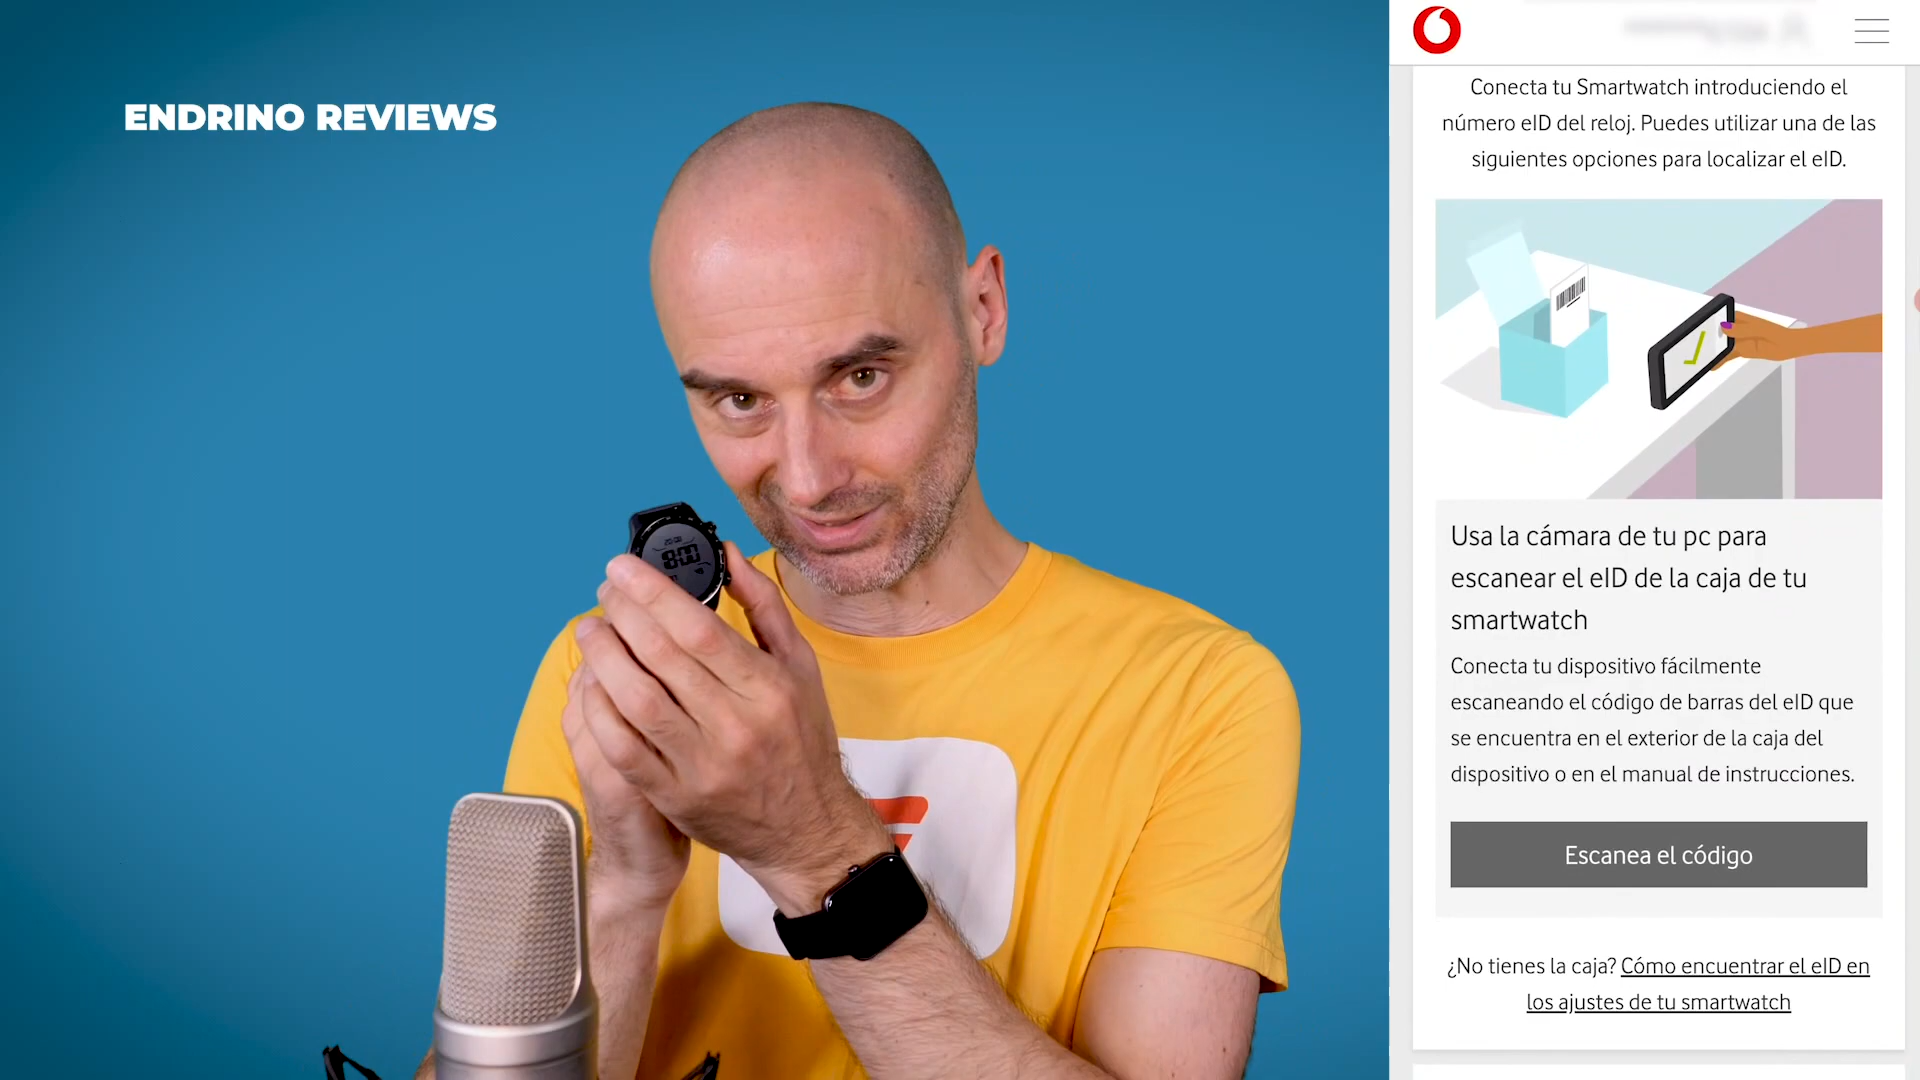 ENDRINO REVIEWS
8:00
Conecta tu Smartwatch introduciendo el
número eID del reloj. Puedes utilizar una de las
siguientes opciones para localizar el eID.
Usa la cámara de tu pc para
escanear el eID de la caja de tu
smartwatch
Conecta tu dispositivo fácilmente
escaneando el código de barras del eID que
se encuentra en el exterior de la caja del
dispositivo o en el manual de instrucciones.
Escanea el código
¿No tienes la caja? Cómo encuentrar el eID en
los ajustes de tu smartwatch